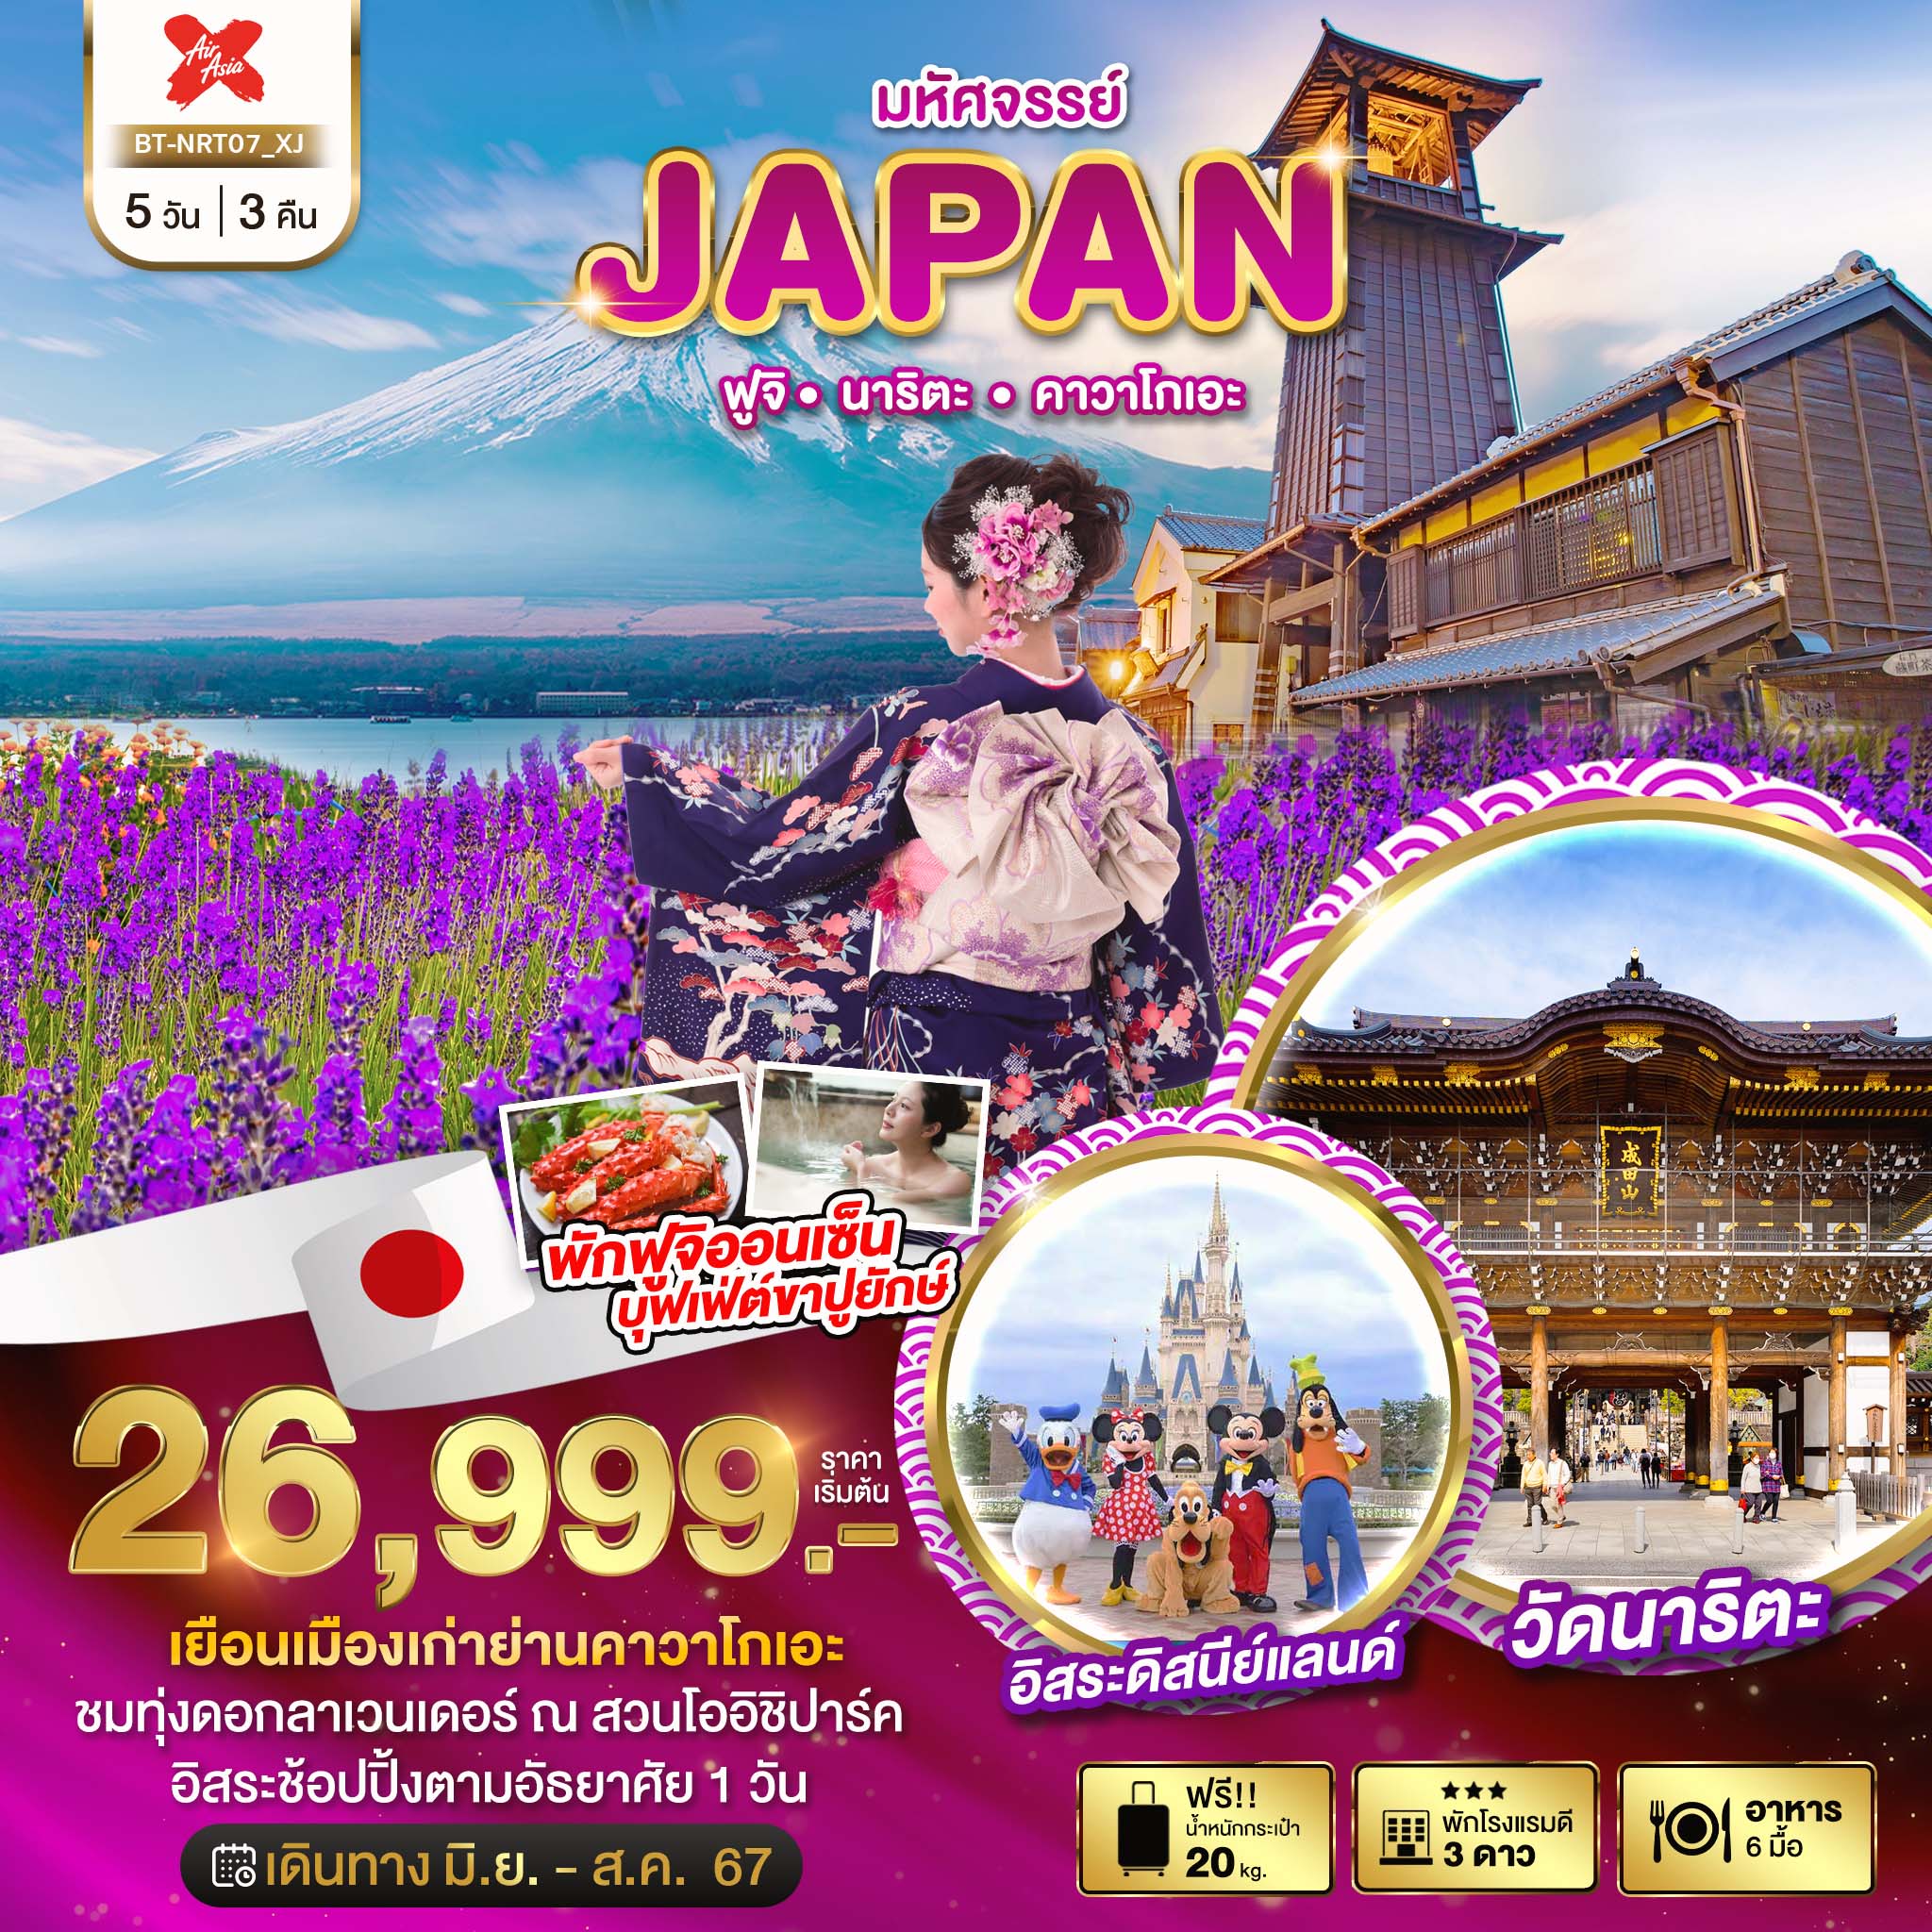 Air
Asia
BT-NRT07_XJ
5 วัน | 3 คืน
มหัศจรรย์
JAPAN
ฟูจิ • นาริตะ • คาวาโกเอะ
成田山
พักฟูจิออนเซ็น
บุฟเฟ่ต์ขาปูยักษ์
26,999.-
ราคา
เริ่มต้น
เยือนเมืองเก่าย่านคาวาโกเอะ
ชมทุ่งดอกลาเวนเดอร์ ณ สวนโออิชิปาร์ค
อิสระช้อปปิ้งตามอัธยาศัย 1 วัน
เดินทาง มิ.ย. - ส.ค. 67
อิสระดิสนีย์แลนด์
วัดนาริตะ
ฟรี!!
น้ำหนักกระเป๋า
20 kg.
พักโรงแรมดี
3 ดาว
อาหาร
6 มื้อ